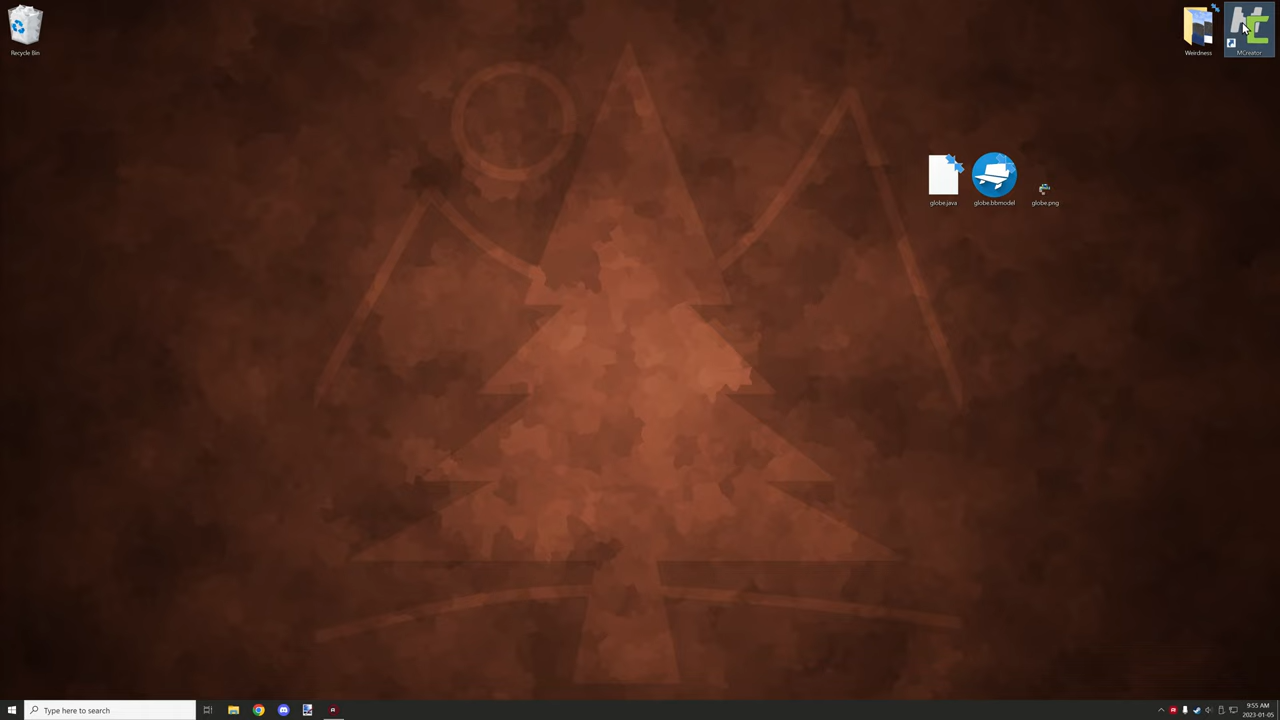 Recycle Bin
Weirdness
MCreator
globe.java
globe.bbmodel
globe.png
Type here to search
9:55 AM
2023-01-05